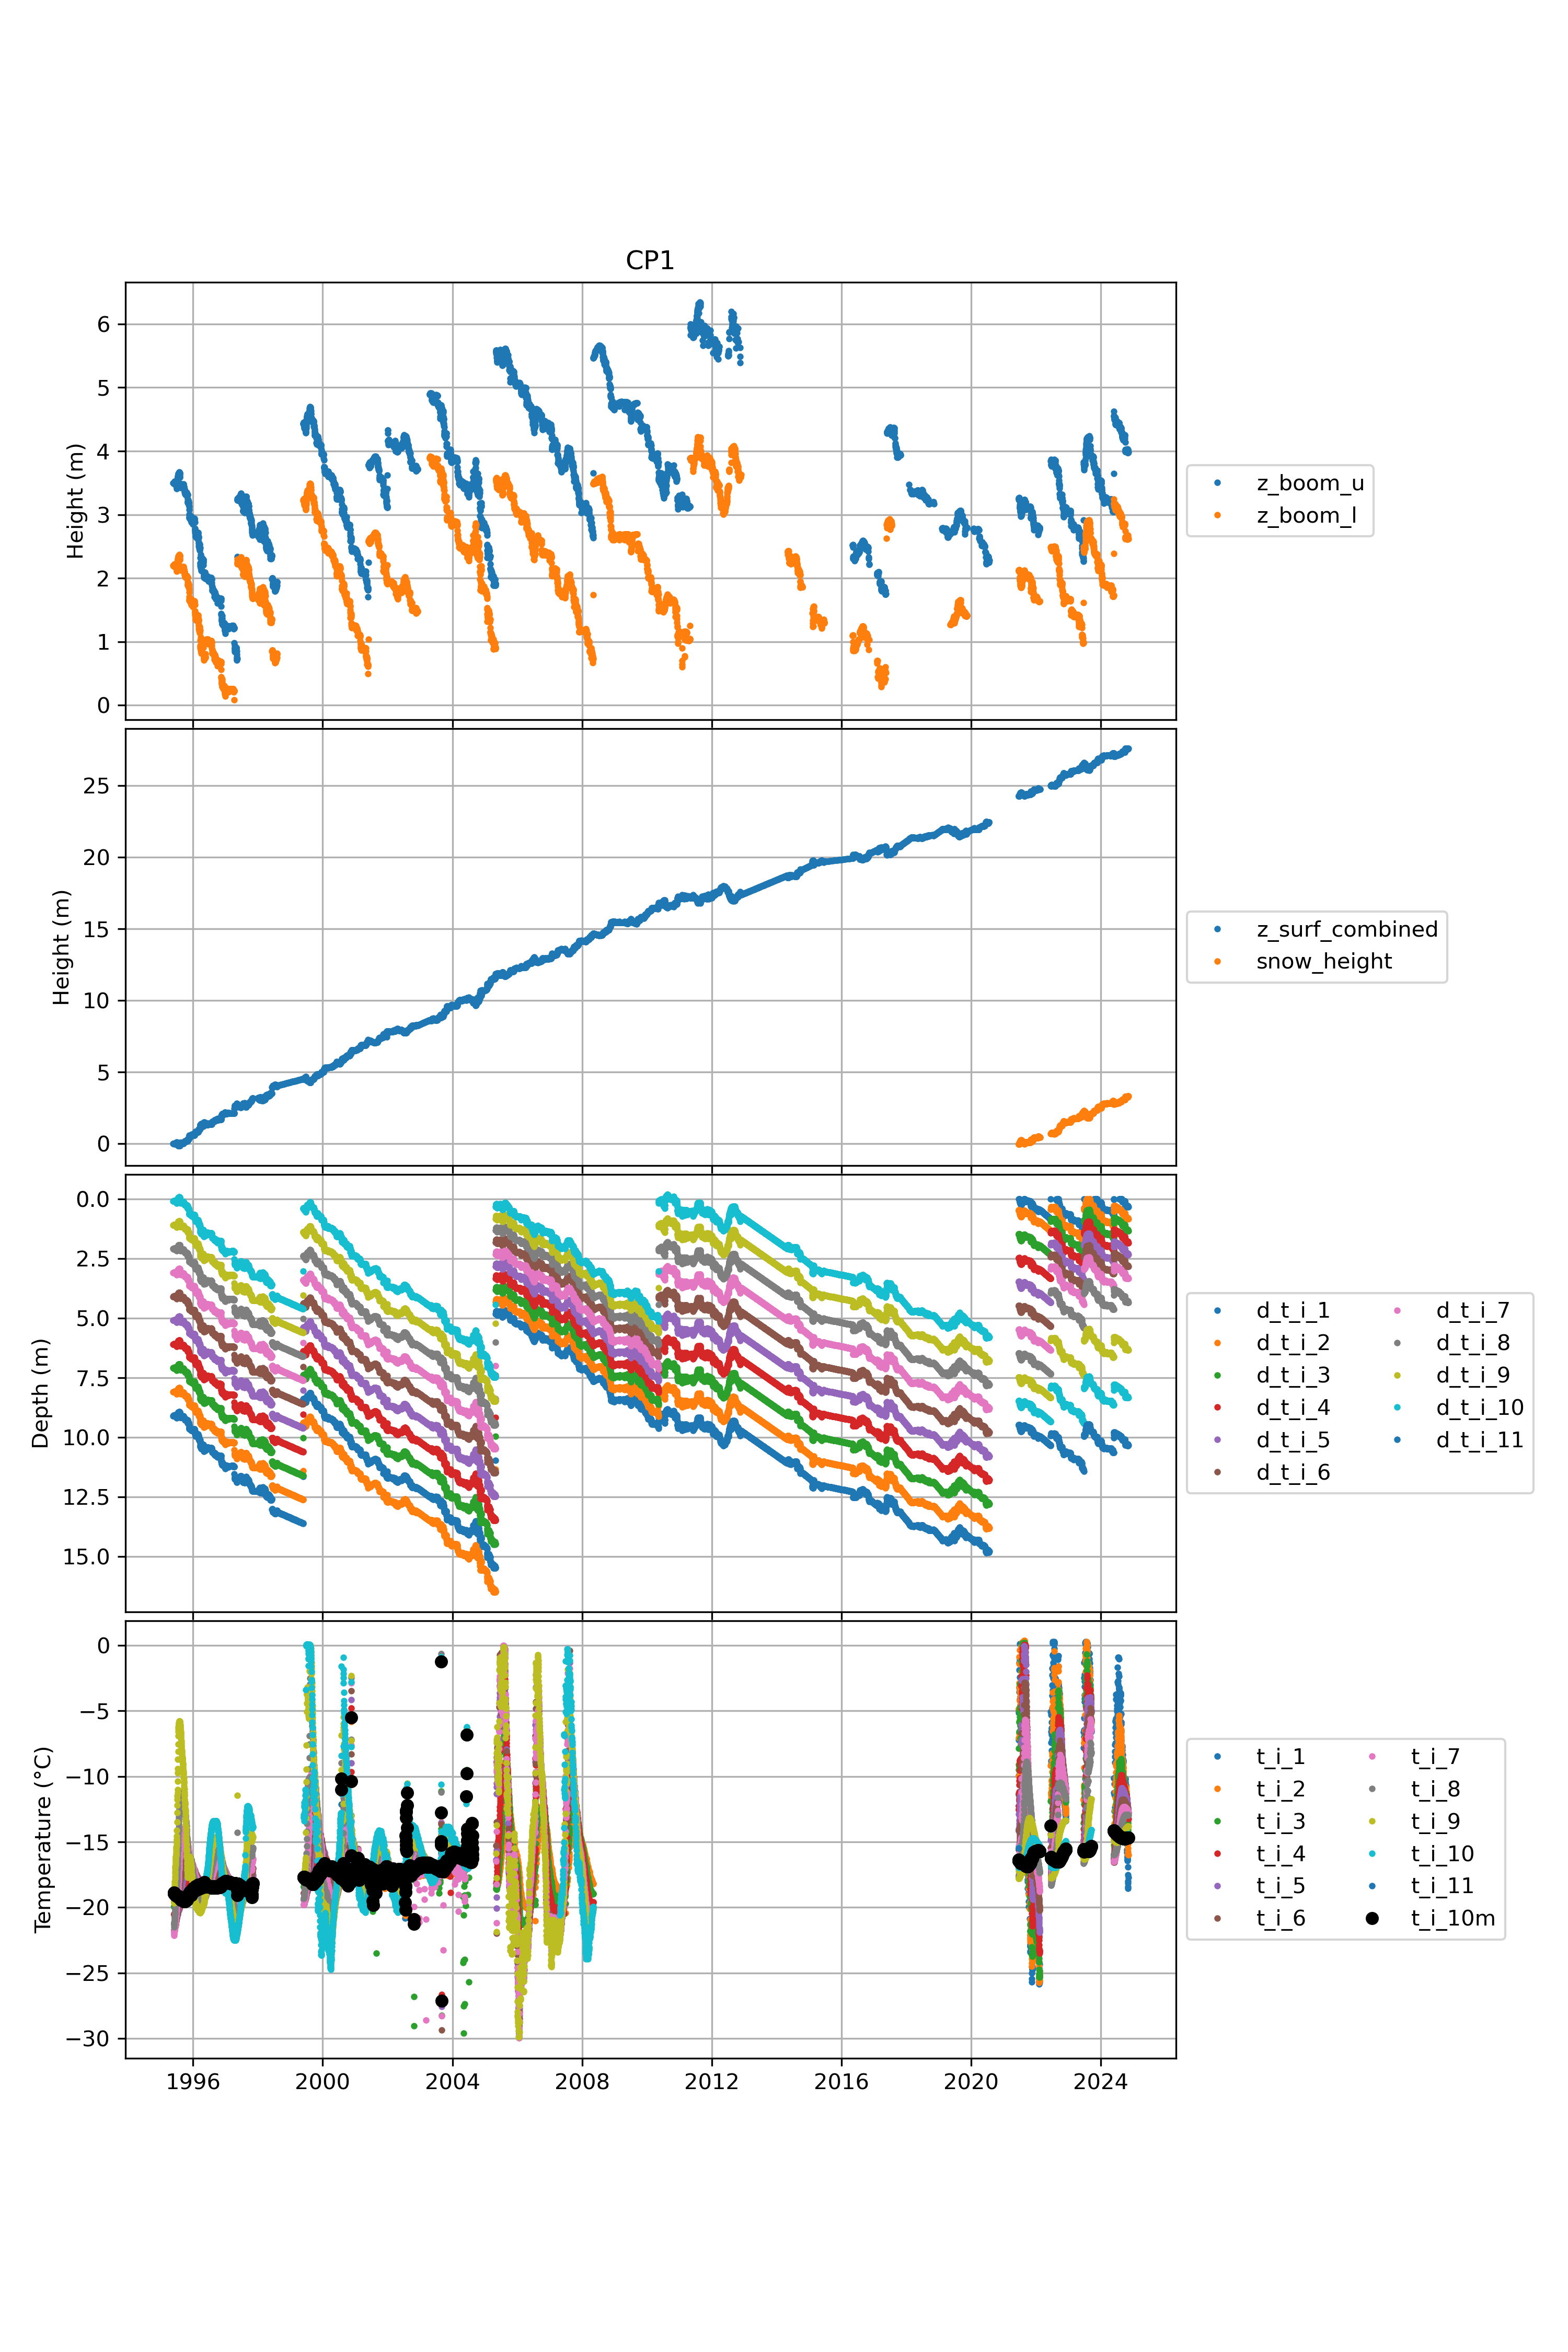 CP1
Height (m)
6
5
4
3
2
1
0
z_boom_u
z_boom_l
Height (m)
25
20
15
10
5
0
z_surf_combined
snow_height
Depth (m)
0.0
2.5
5.0
7.5
10.0
12.5
15.0
d_t_i_1 d_t_i_7
d_t_i_2 d_t_i_8
d_t_i_3 d_t_i_9
d_t_i_4 d_t_i_10
d_t_i_5 d_t_i_11
d_t_i_6
Temperature (°C)
0
−5
−10
−15
−20
−25
−30
t_i_1 t_i_7
t_i_2 t_i_8
t_i_3 t_i_9
t_i_4 t_i_10
t_i_5 t_i_11
t_i_6 t_i_10m
1996 2000 2004 2008 2012 2016 2020 2024